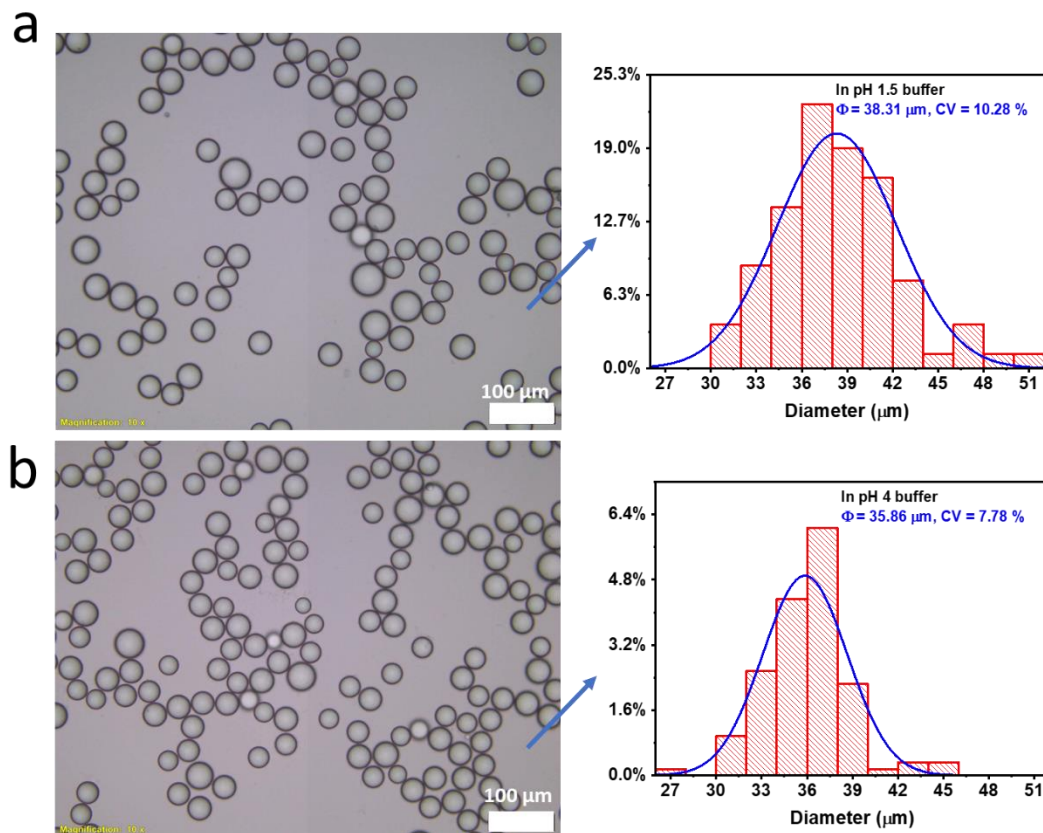 a
Magnification: 10 x
100 µm
In pH 1.5 buffer
Φ = 38.31 µm, CV = 10.28 %
25.3%
19.0%
12.7%
6.3%
0.0%
27 30 33 36 39 42 45 48 51
Diameter (µm)
b
Magnification: 10 x
100 µm
In pH 4 buffer
Φ = 35.86 µm, CV = 7.78 %
6.4%
4.8%
3.2%
1.6%
0.0%
27 30 33 36 39 42 45 48 51
Diameter (µm)